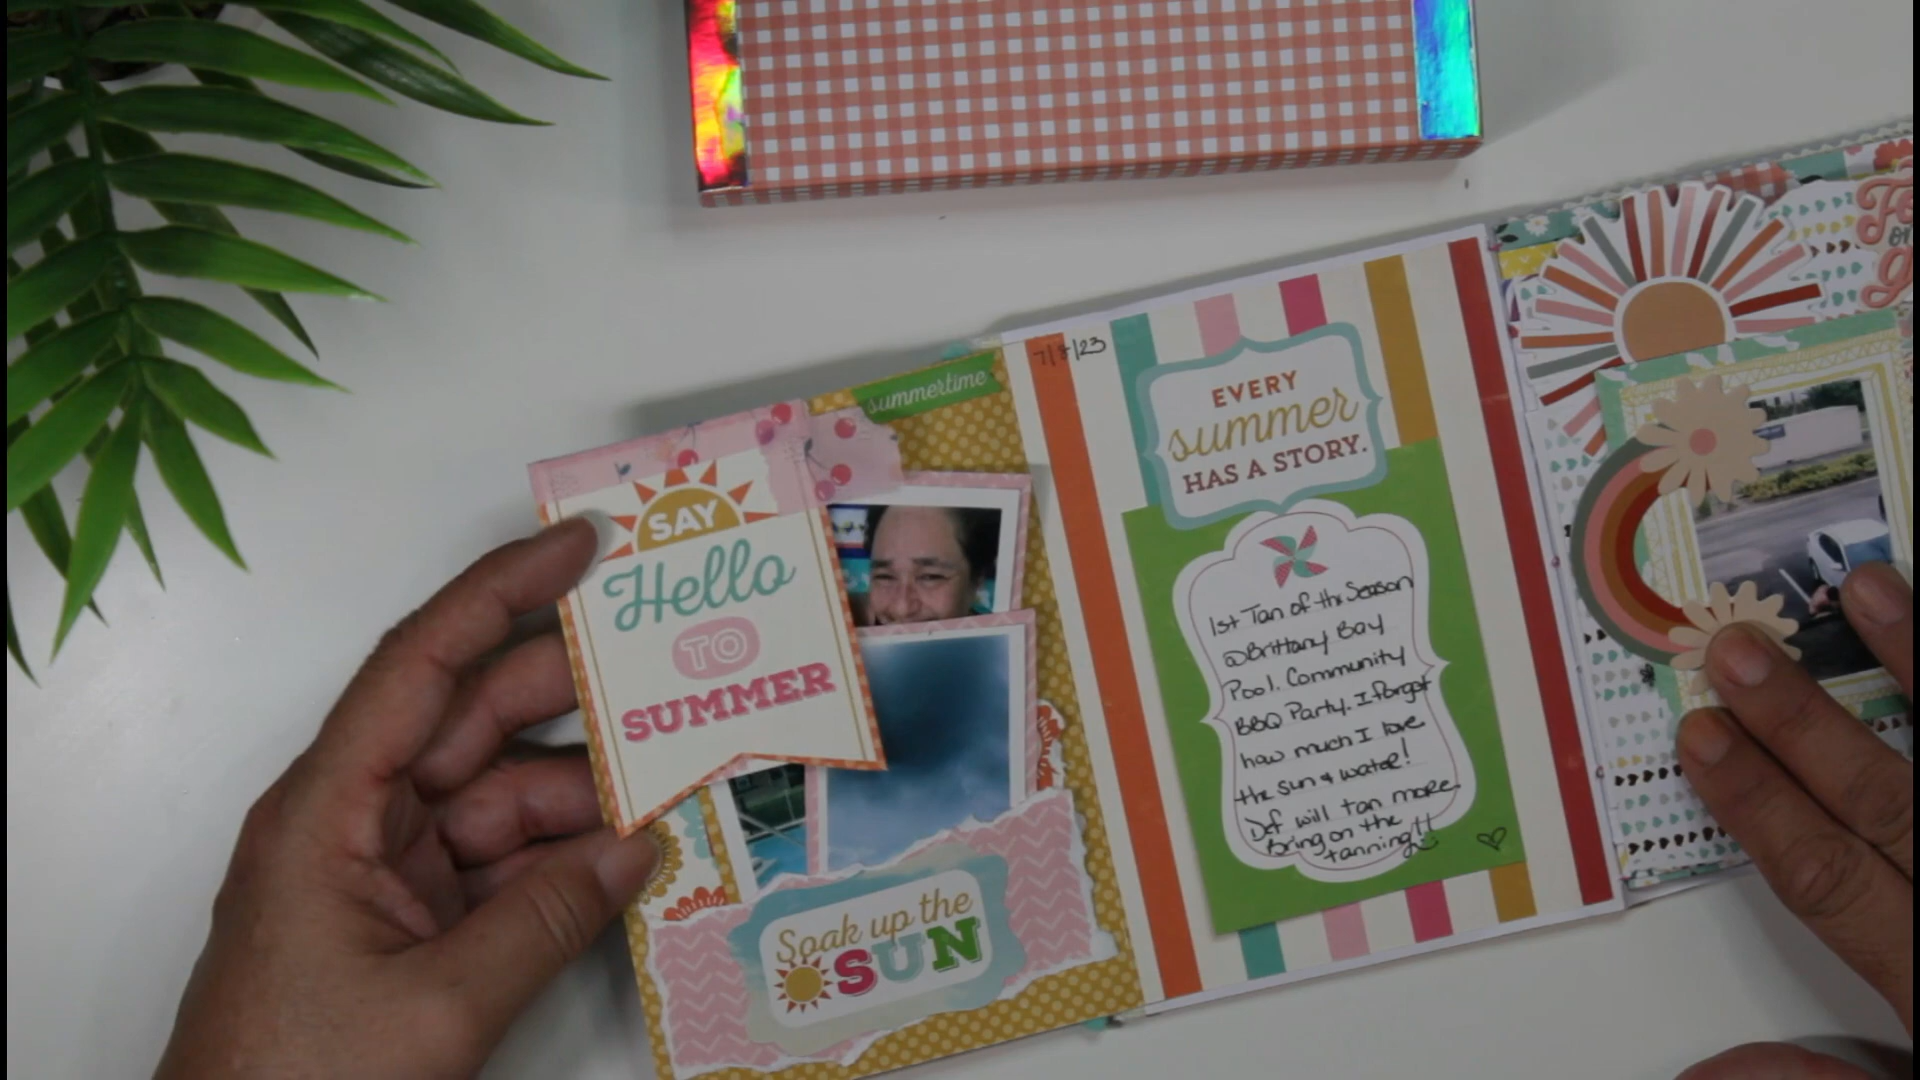 summertime
SAY
Hello
TO
SUMMER
Soak up the
SUN
7/8/23
EVERY
summer
HAS A STORY.
1st Tan of the Season
@Brittany Bay
Pool. Community
BBQ Party. I forgot
how much I love
the sun & water!
Def will tan more.
Bring on the
tanning!!